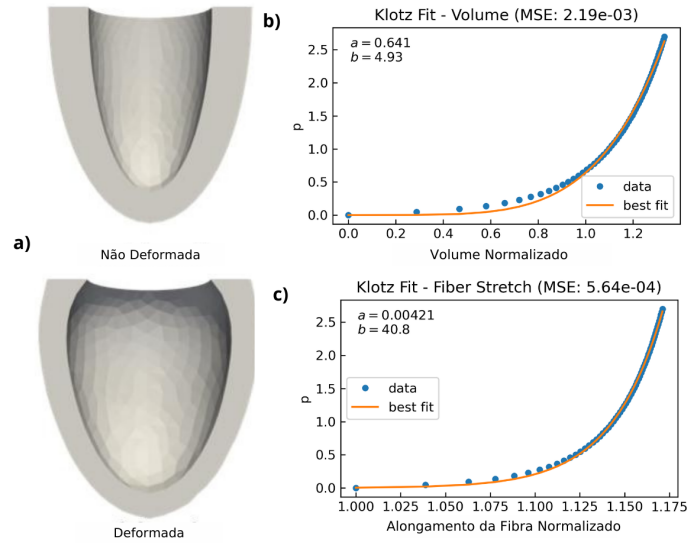 a)
Não Deformada
Deformada
b)
Klotz Fit - Volume (MSE: 2.19e-03)
a = 0.641
b = 4.93
p
2.5
2.0
1.5
1.0
0.5
0.0
data
best fit
0.0 0.2 0.4 0.6 0.8 1.0 1.2
Volume Normalizado
c)
Klotz Fit - Fiber Stretch (MSE: 5.64e-04)
a = 0.00421
b = 40.8
p
2.5
2.0
1.5
1.0
0.5
0.0
data
best fit
1.000 1.025 1.050 1.075 1.100 1.125 1.150 1.175
Alongamento da Fibra Normalizado